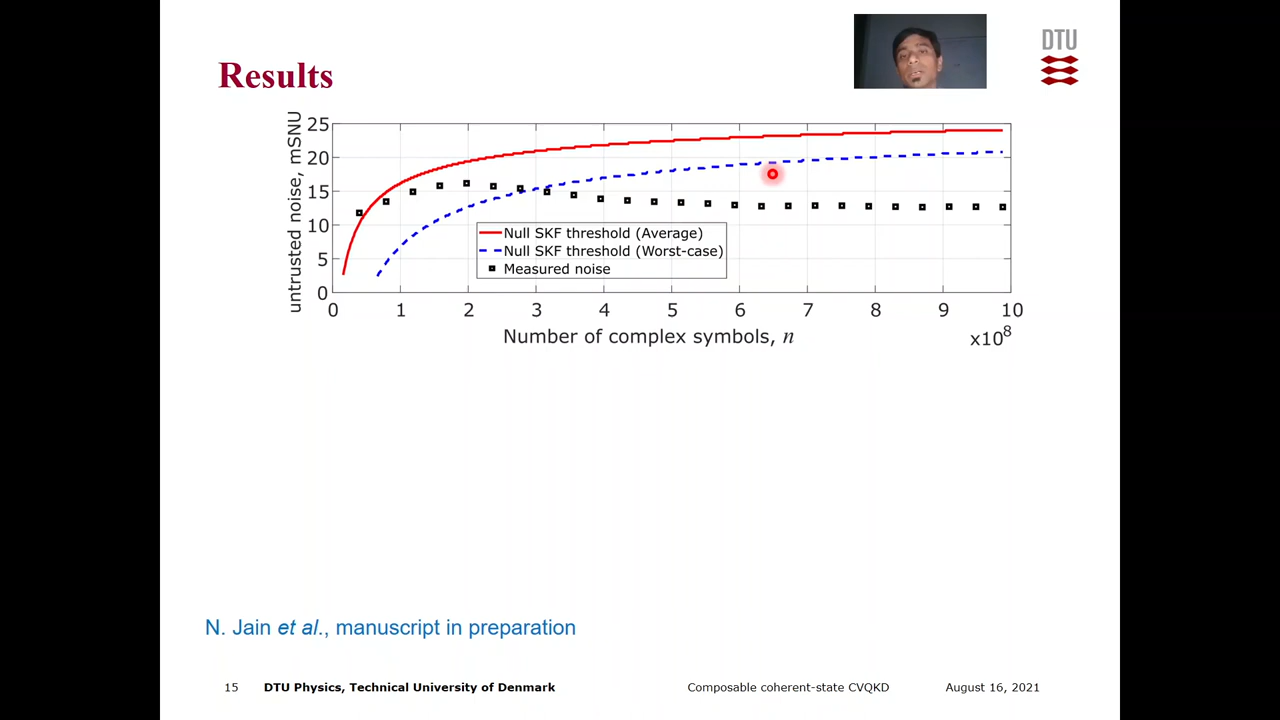 Results
DTU
untrusted noise, mSNU
25
20
15
10
5
0
Null SKF threshold (Average)
Null SKF threshold (Worst-case)
Measured noise
0 1 2 3 4 5 6 7 8 9 10
Number of complex symbols, n
x10⁸
N. Jain et al., manuscript in preparation
15 DTU Physics, Technical University of Denmark Composable coherent-state CVQKD August 16, 2021